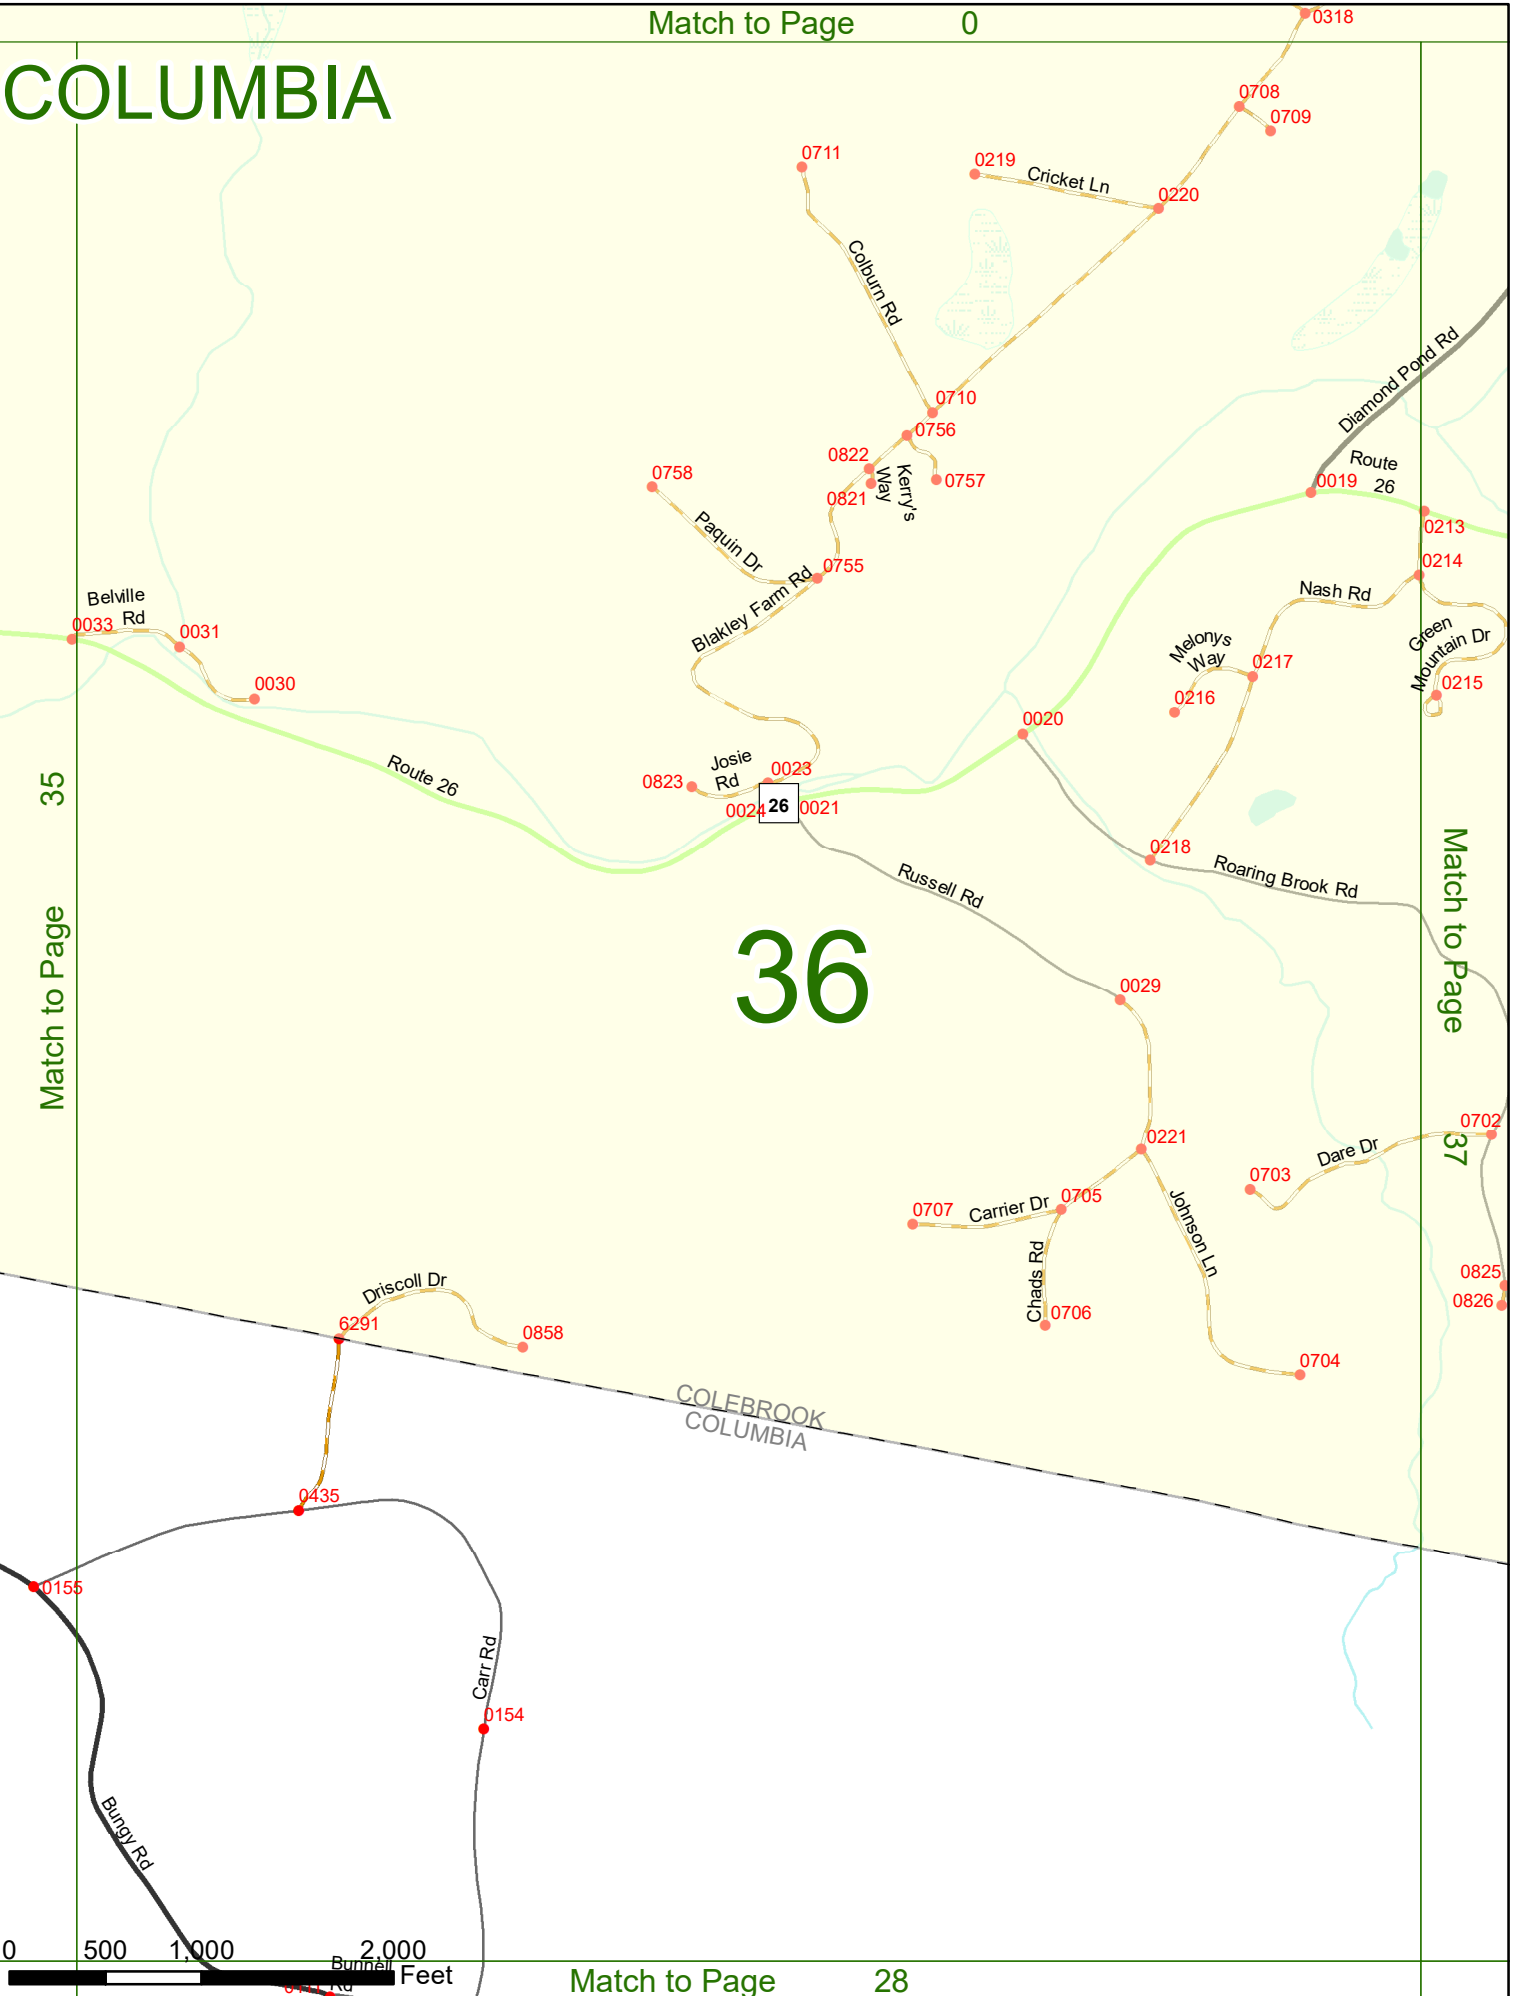 Match to Page 0
0318
COLUMBIA
0708
0709
0711
0219
Cricket Ln
0220
Colburn Rd
Diamond Pond Rd
0710
0756
0822
Kerry's
Way
0757
0821
0758
Paquin Dr
0755
Blakley Farm Rd
Route
26
0019
0213
0214
Nash Rd
Green
Mountain Dr
0215
Melonys
Way
0217
0216
Belville
Rd
0033
0031
0030
0020
Route 26
Josie
Rd
0023
0823
0024
26
0021
35
Match to Page
0218
Roaring Brook Rd
Russell Rd
Match to Page
37
36
0029
0702
0221
Dare Dr
0703
0705
Carrier Dr
0707
Johnson Ln
Chads Rd
0706
0825
0826
0704
Driscoll Dr
6291
0858
COLEBROOK
COLUMBIA
0435
0155
Carr Rd
0154
Bungy Rd
0 500 1,000 2,000
Feet
Bunnell
Rd
Match to Page 28